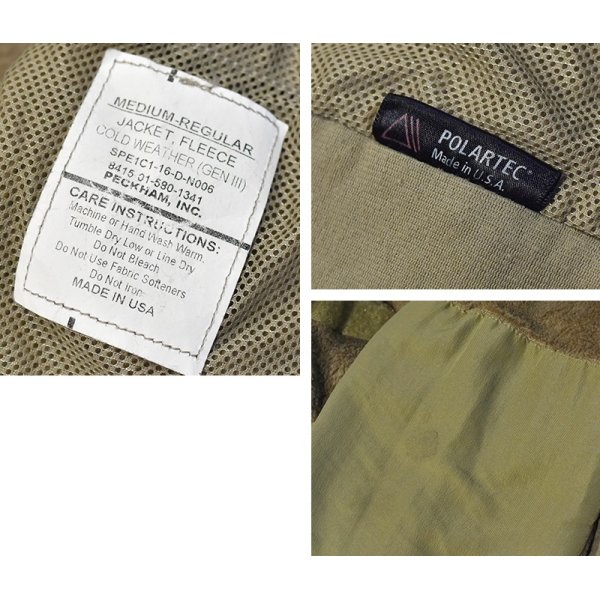 MEDIUM-REGULAR
JACKET, FLEECE
COLD WEATHER (GEN III)
SPE1C1-16-D-N006
8415-01-580-1341
PECKHAM, INC.
CARE INSTRUCTIONS:
Machine or Hand Wash Warm.
Tumble Dry Low or Line Dry
Do Not Bleach
Do Not Use Fabric Softeners
Do Not Iron
MADE IN USA
POLARTEC®
Made in U.S.A.